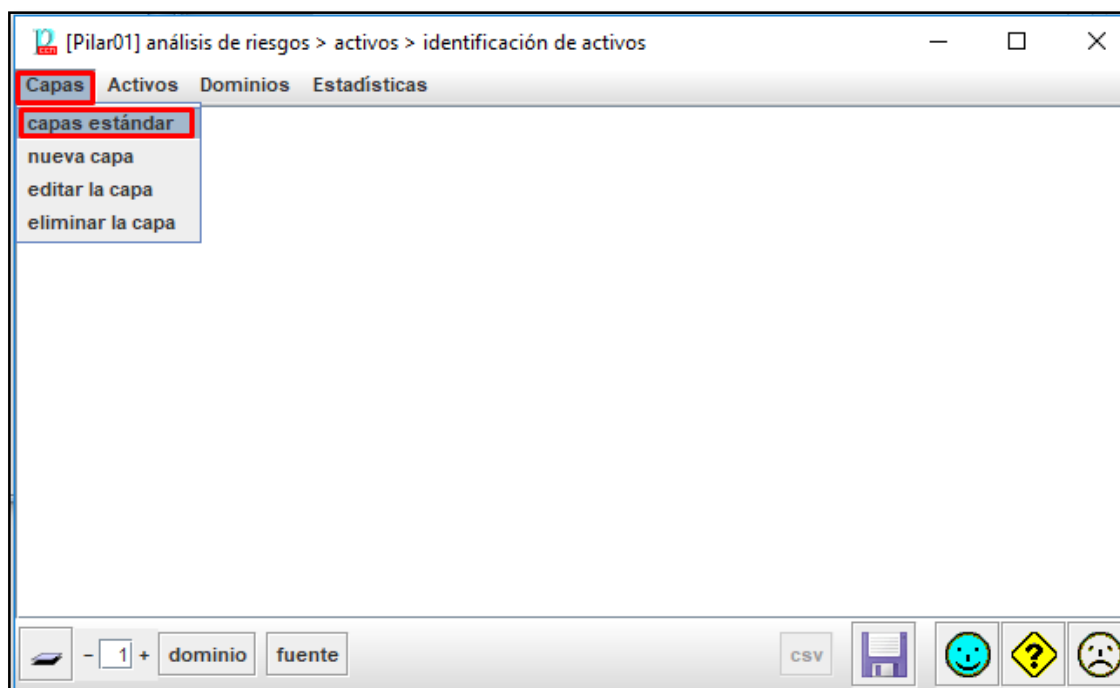 [Pilar01] análisis de riesgos > activos > identificación de activos
Capas Activos Dominios Estadísticas
capas estándar
nueva capa
editar la capa
eliminar la capa
- 1 + dominio fuente csv ?